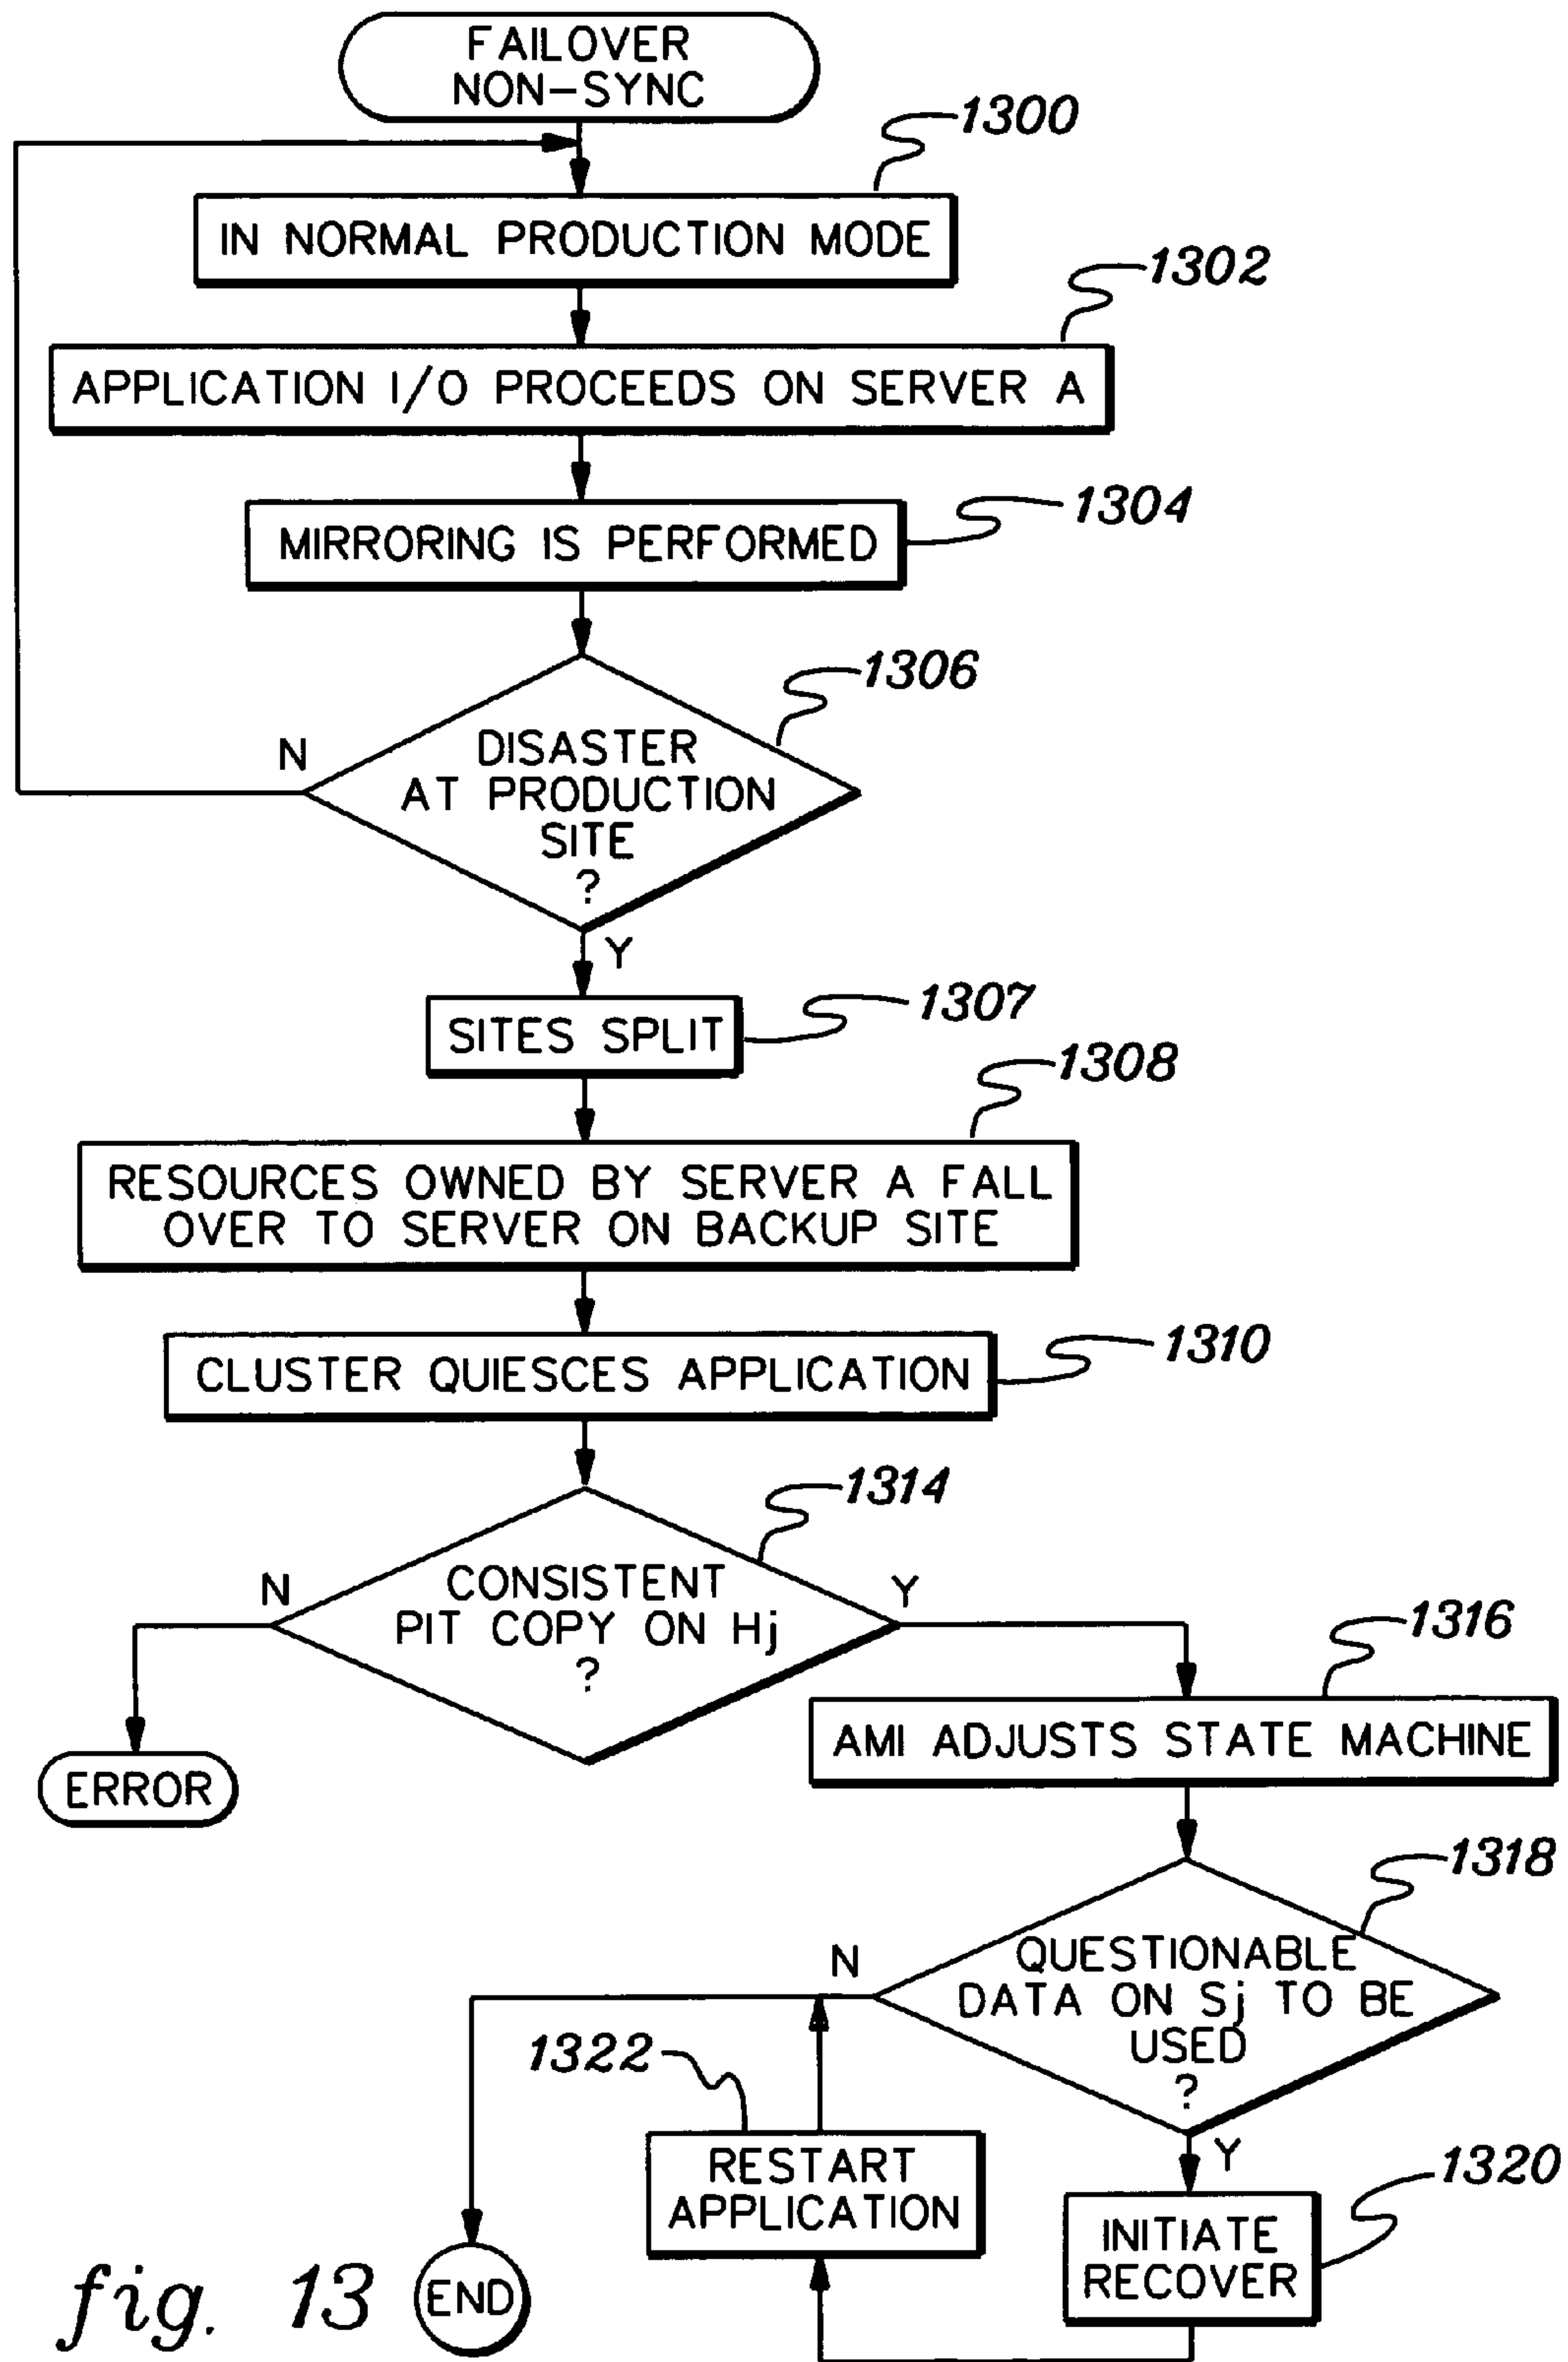 FAILOVER
NON-SYNC
1300
IN NORMAL PRODUCTION MODE
1302
APPLICATION I/O PROCEEDS ON SERVER A
1304
MIRRORING IS PERFORMED
1306
N
DISASTER
AT PRODUCTION
SITE
?
Y
1307
SITES SPLIT
1308
RESOURCES OWNED BY SERVER A FALL
OVER TO SERVER ON BACKUP SITE
1310
CLUSTER QUIESCES APPLICATION
1314
N
CONSISTENT
PIT COPY ON Hj
?
Y
1316
AMI ADJUSTS STATE MACHINE
ERROR
1318
N
QUESTIONABLE
DATA ON Sj TO BE
USED
?
1322
Y
RESTART
APPLICATION
1320
INITIATE
RECOVER
END
fig. 13